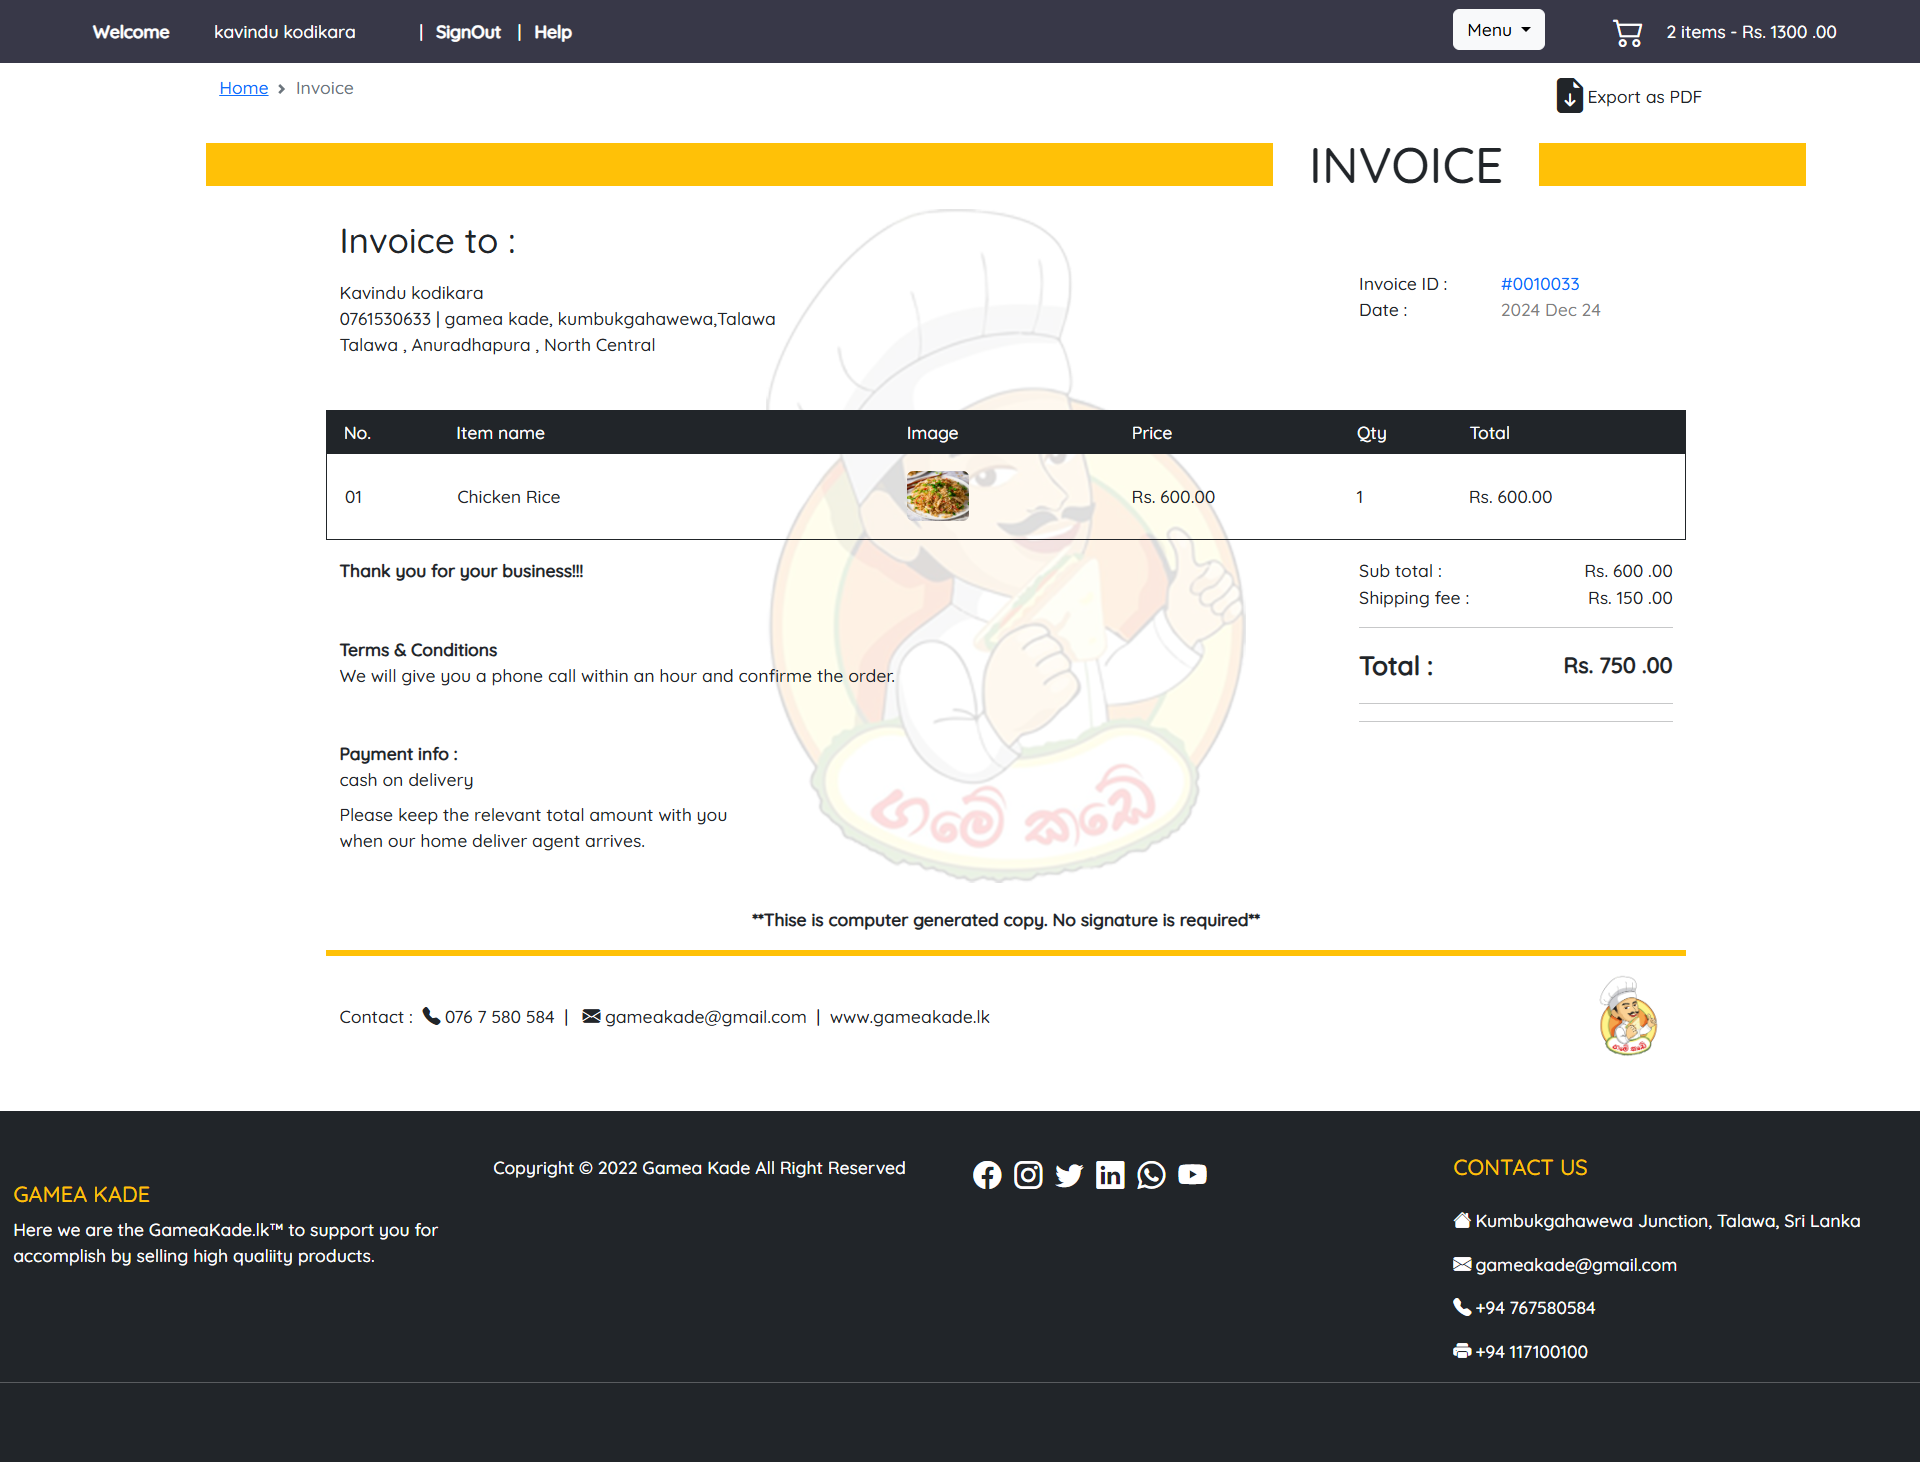 Welcome kavindu kodikara | SignOut | Help Menu 2 items - Rs. 1300 .00
Home Invoice
Export as PDF
INVOICE
Invoice to :
Kavindu kodikara
0761530633 | gamea kade, kumbukgahawewa,Talawa
Talawa , Anuradhapura , North Central
Invoice ID : #0010033
Date : 2024 Dec 24
No. Item name Image Price Qty Total
01 Chicken Rice Rs. 600.00 1 Rs. 600.00
Thank you for your business!!!
Sub total : Rs. 600 .00
Shipping fee : Rs. 150 .00
Total : Rs. 750 .00
Terms & Conditions
We will give you a phone call within an hour and confirme the order.
Payment info :
cash on delivery
Please keep the relevant total amount with you
when our home deliver agent arrives.
ගමේ කඩේ
**Thise is computer generated copy. No signature is required**
Contact : 076 7 580 584 | gameakade@gmail.com | www.gameakade.lk
ගමේ කඩේ
GAMEA KADE
Here we are the GameaKade.lk™ to support you for
accomplish by selling high qualiity products.
Copyright © 2022 Gamea Kade All Right Reserved
CONTACT US
Kumbukgahawewa Junction, Talawa, Sri Lanka
gameakade@gmail.com
+94 767580584
+94 117100100